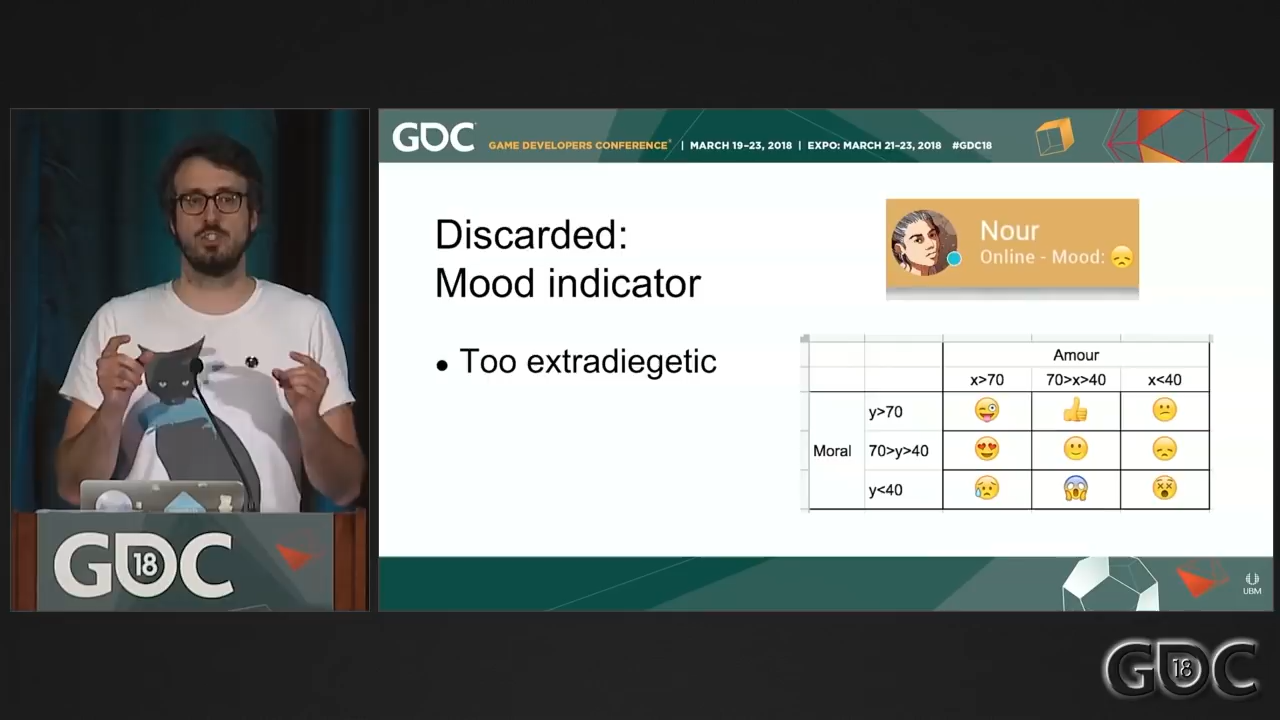 GDC
GAME DEVELOPERS CONFERENCE® | MARCH 19–23, 2018 | EXPO: MARCH 21–23, 2018 #GDC18
Discarded:
Mood indicator
• Too extradiegetic
Nour
Online - Mood: 😞
Amour
x>70 70>x>40 x<40
y>70 😜 👍 😕
Moral 70>y>40 😍 🙂 😞
y<40 😥 😱 😵
GDC 18
UBM
GDC 18